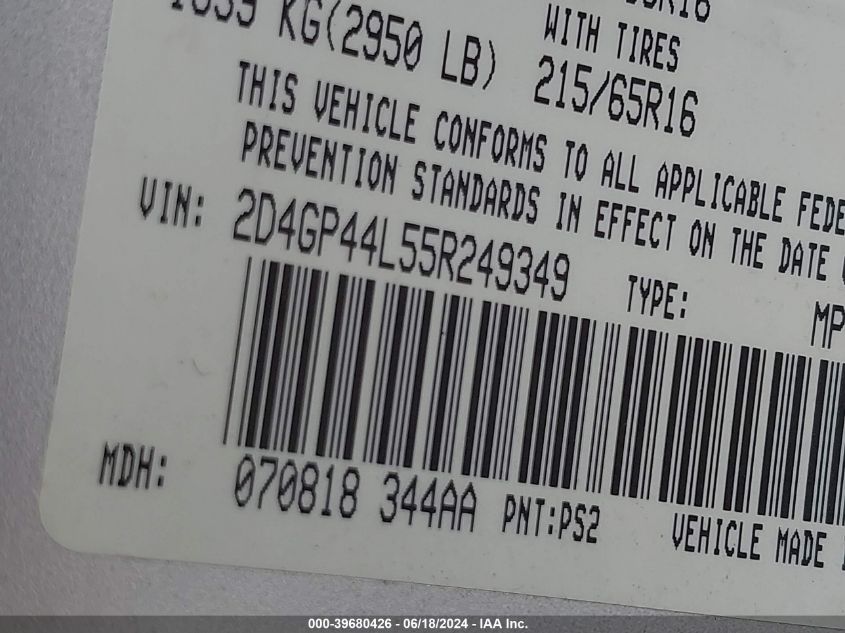 KG(2950 LB)
WITH TIRES
215/65R16
THIS VEHICLE CONFORMS TO ALL APPLICABLE
PREVENTION STANDARDS IN EFFECT ON THE DATE
VIN: 2D4GP44L55R249349
TYPE: MP
MDH: 070818 344AA PNT:PS2
VEHICLE MADE
000-39680426 - 06/18/2024 - IAA Inc.